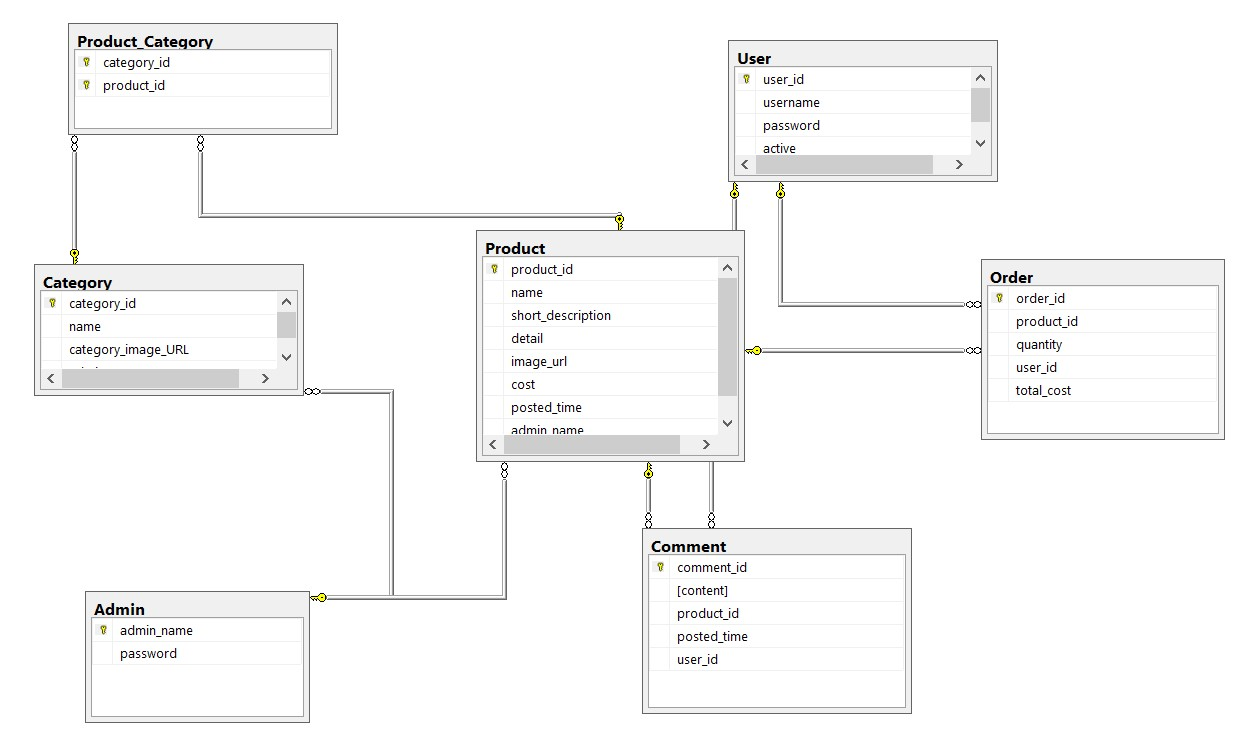 Product_Category
category_id
product_id
User
user_id
username
password
active
Category
category_id
name
category_image_URL
Product
product_id
name
short_description
detail
image_url
cost
posted_time
admin_name
Order
order_id
product_id
quantity
user_id
total_cost
Admin
admin_name
password
Comment
comment_id
[content]
product_id
posted_time
user_id